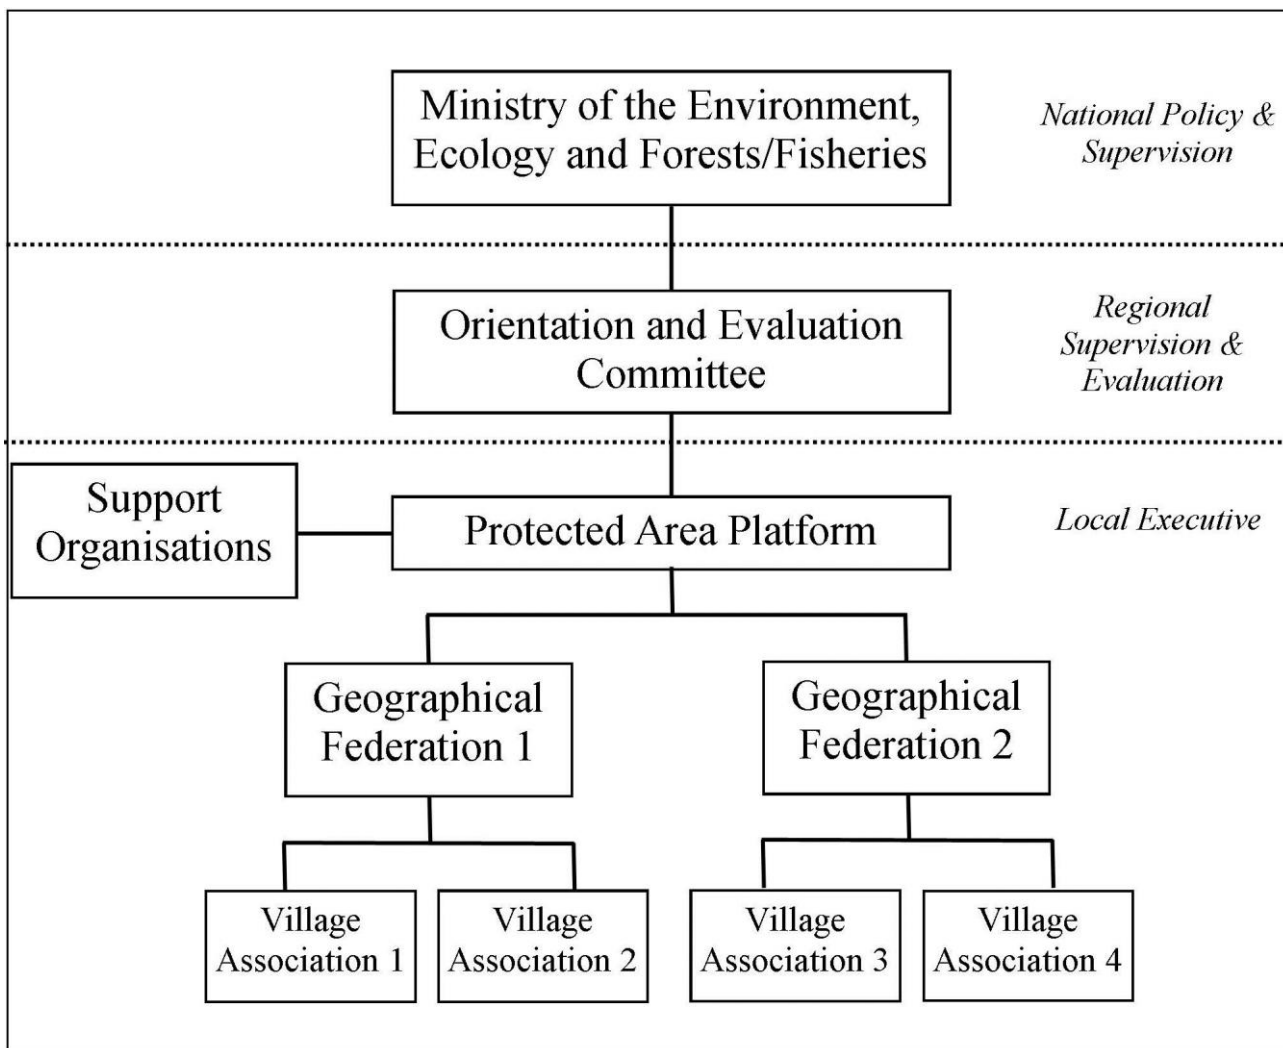 Ministry of the Environment,
Ecology and Forests/Fisheries
National Policy &
Supervision
Orientation and Evaluation
Committee
Regional
Supervision &
Evaluation
Support
Organisations
Protected Area Platform
Local Executive
Geographical
Federation 1
Geographical
Federation 2
Village
Association 1
Village
Association 2
Village
Association 3
Village
Association 4